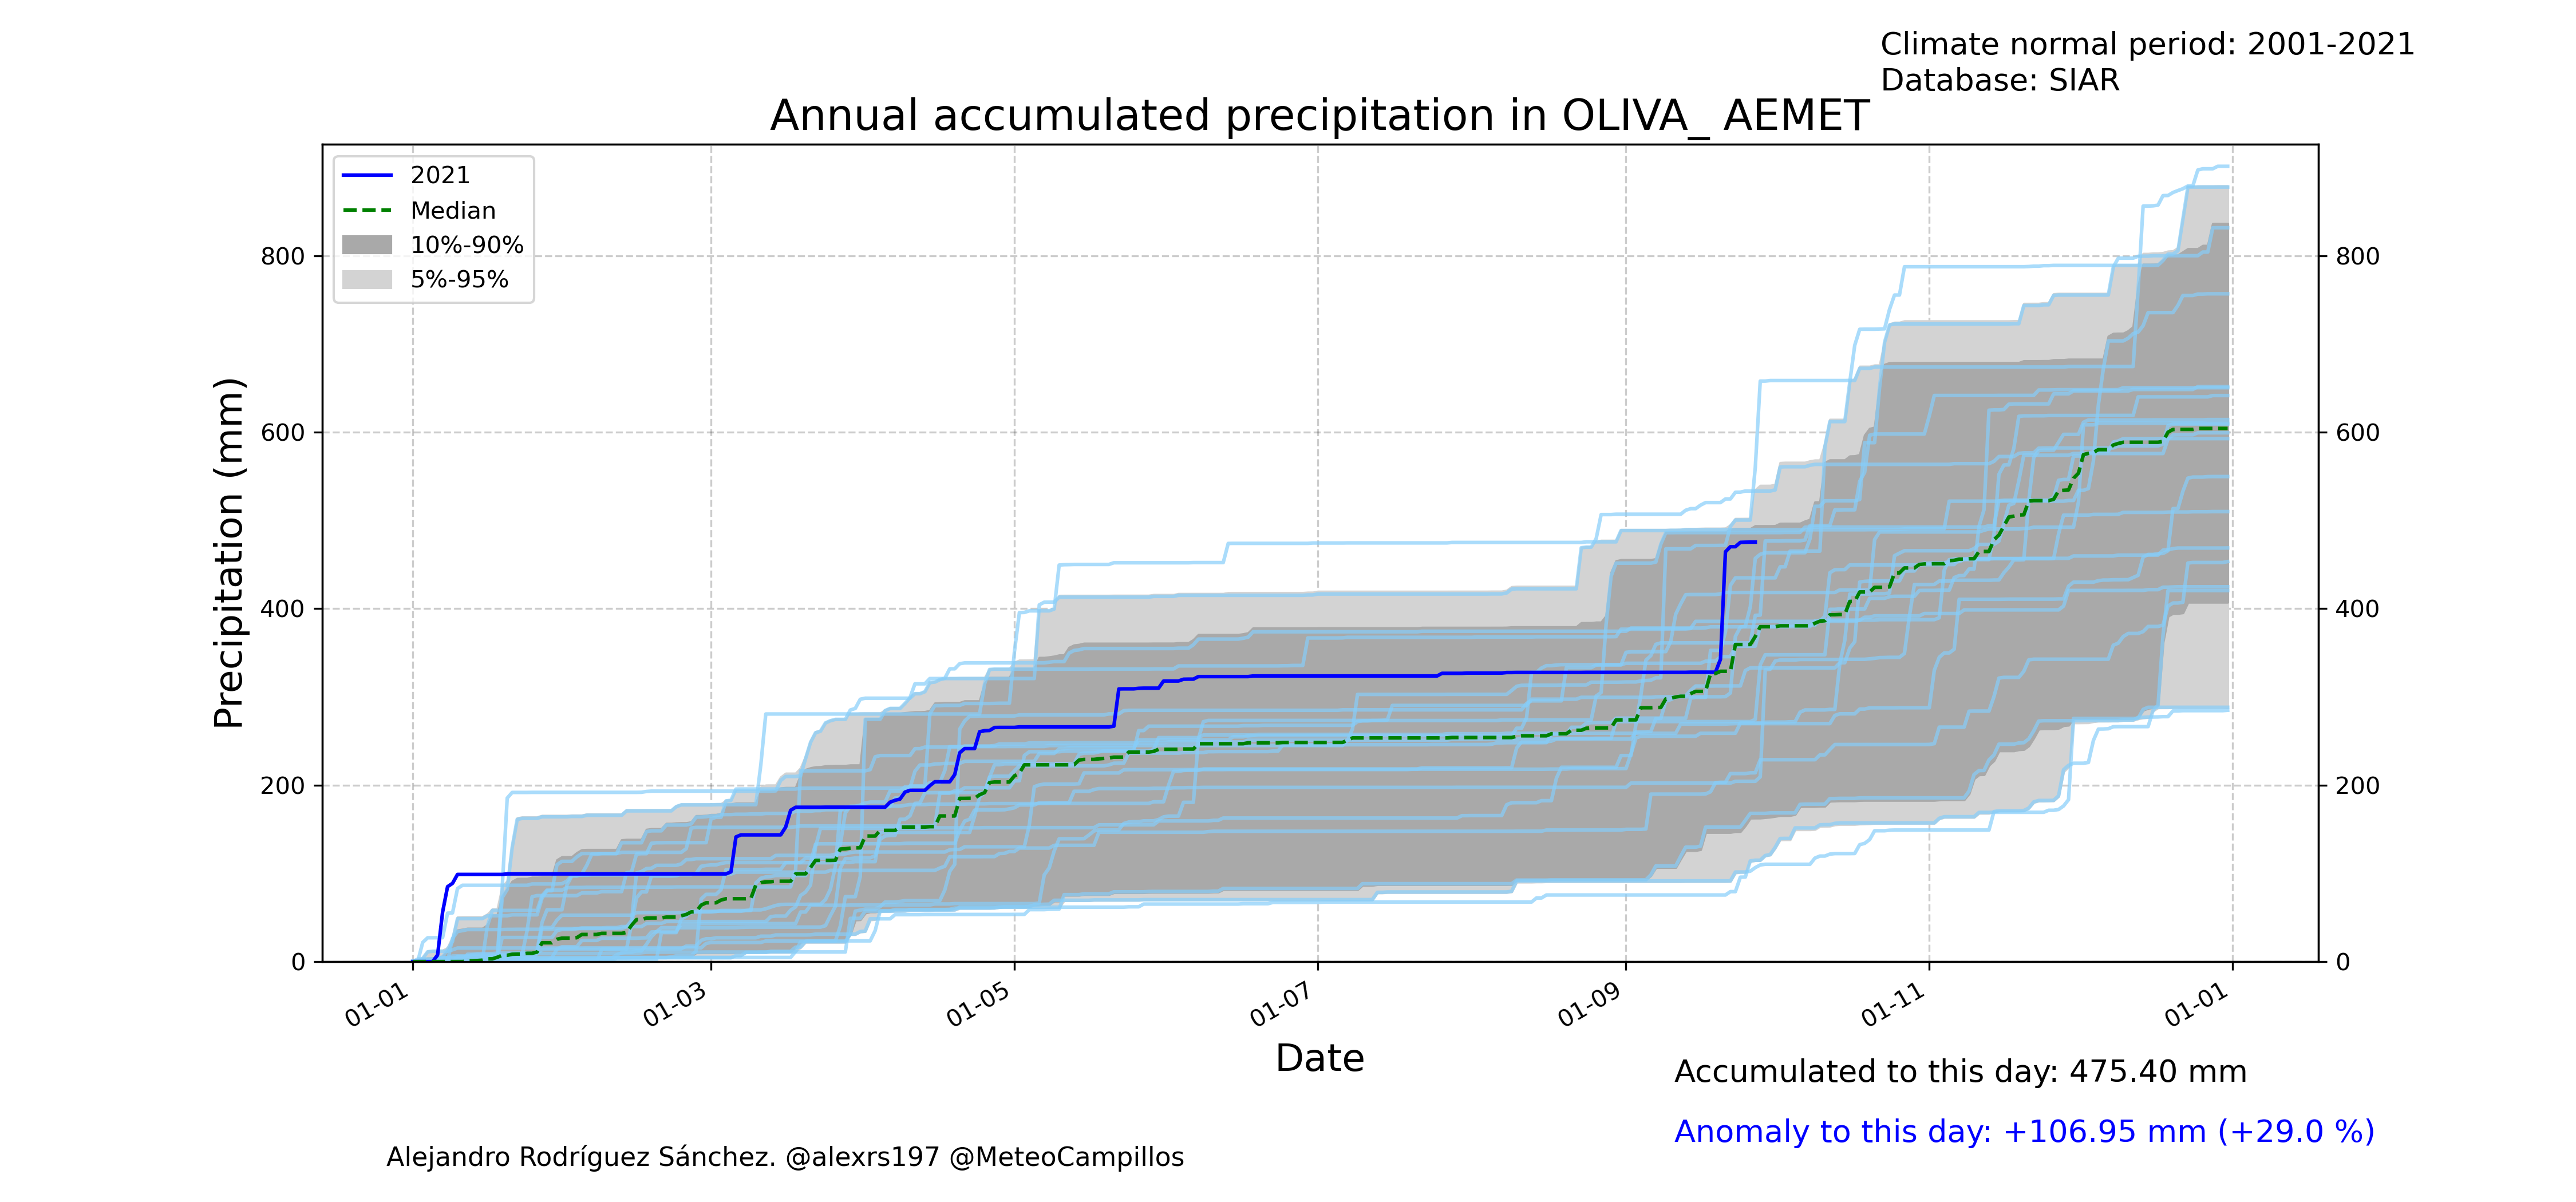 Climate normal period: 2001-2021
Database: SIAR
Annual accumulated precipitation in OLIVA_ AEMET
2021
Median
10%-90%
5%-95%
Precipitation (mm)
800
600
400
200
0
800
600
400
200
0
01-01
01-03
01-05
01-07
01-09
01-11
01-01
Date
Accumulated to this day: 475.40 mm
Anomaly to this day: +106.95 mm (+29.0 %)
Alejandro Rodríguez Sánchez. @alexrs197 @MeteoCampillos